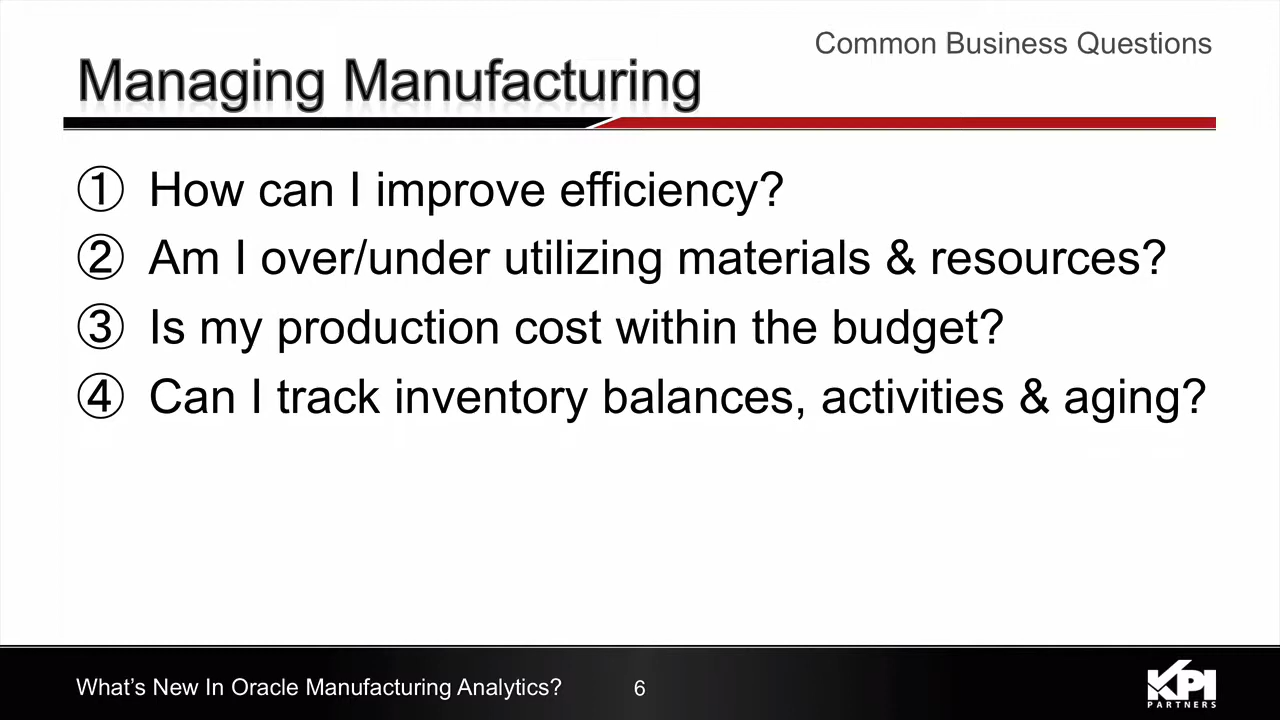 Common Business Questions
Managing Manufacturing
① How can I improve efficiency?
② Am I over/under utilizing materials & resources?
③ Is my production cost within the budget?
④ Can I track inventory balances, activities & aging?
What's New In Oracle Manufacturing Analytics?
6
KPI
PARTNERS